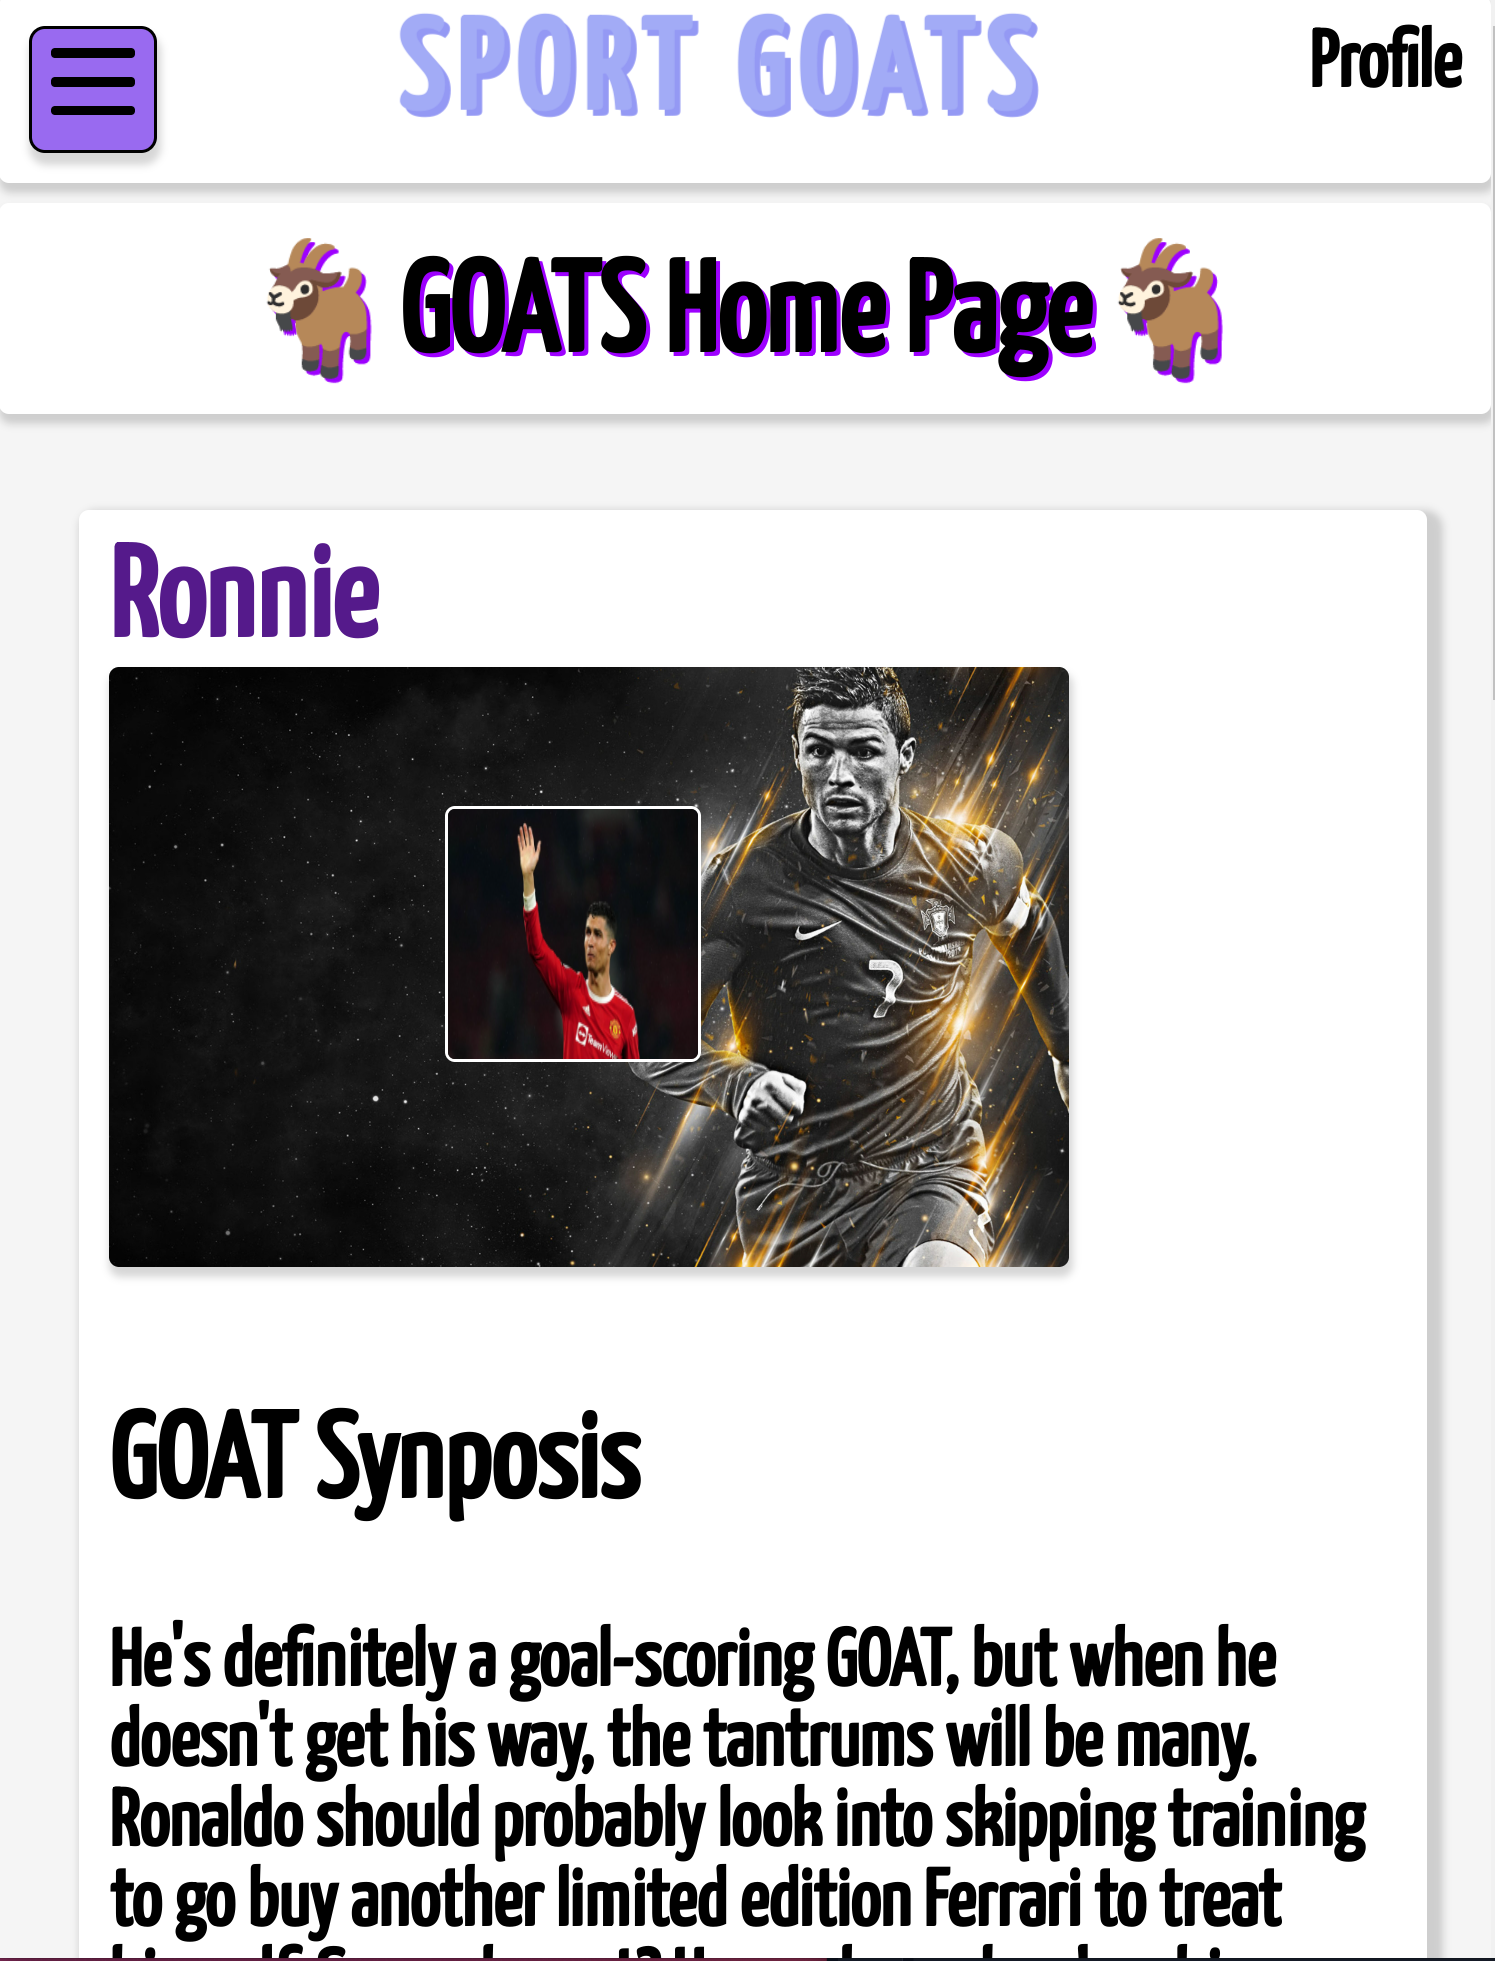 SPORT GOATS
Profile
🐐 GOATS Home Page 🐐
Ronnie
7
GOAT Synposis
He's definitely a goal-scoring GOAT, but when he
doesn't get his way, the tantrums will be many.
Ronaldo should probably look into skipping training
to go buy another limited edition Ferrari to treat